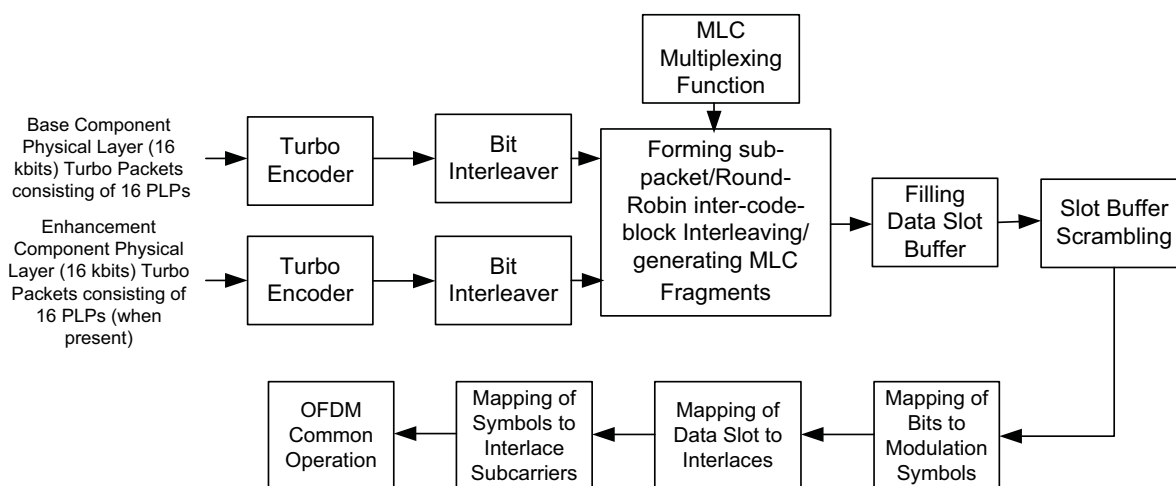 MLC
Multiplexing
Function
Base Component
Physical Layer (16
kbits) Turbo Packets
consisting of 16 PLPs
Turbo
Encoder
Bit
Interleaver
Enhancement
Component Physical
Layer (16 kbits) Turbo
Packets consisting of
16 PLPs (when
present)
Turbo
Encoder
Bit
Interleaver
Forming sub-
packet/Round-
Robin inter-code-
block Interleaving/
generating MLC
Fragments
Filling
Data Slot
Buffer
Slot Buffer
Scrambling
OFDM
Common
Operation
Mapping of
Symbols to
Interlace
Subcarriers
Mapping of
Data Slot to
Interlaces
Mapping of
Bits to
Modulation
Symbols